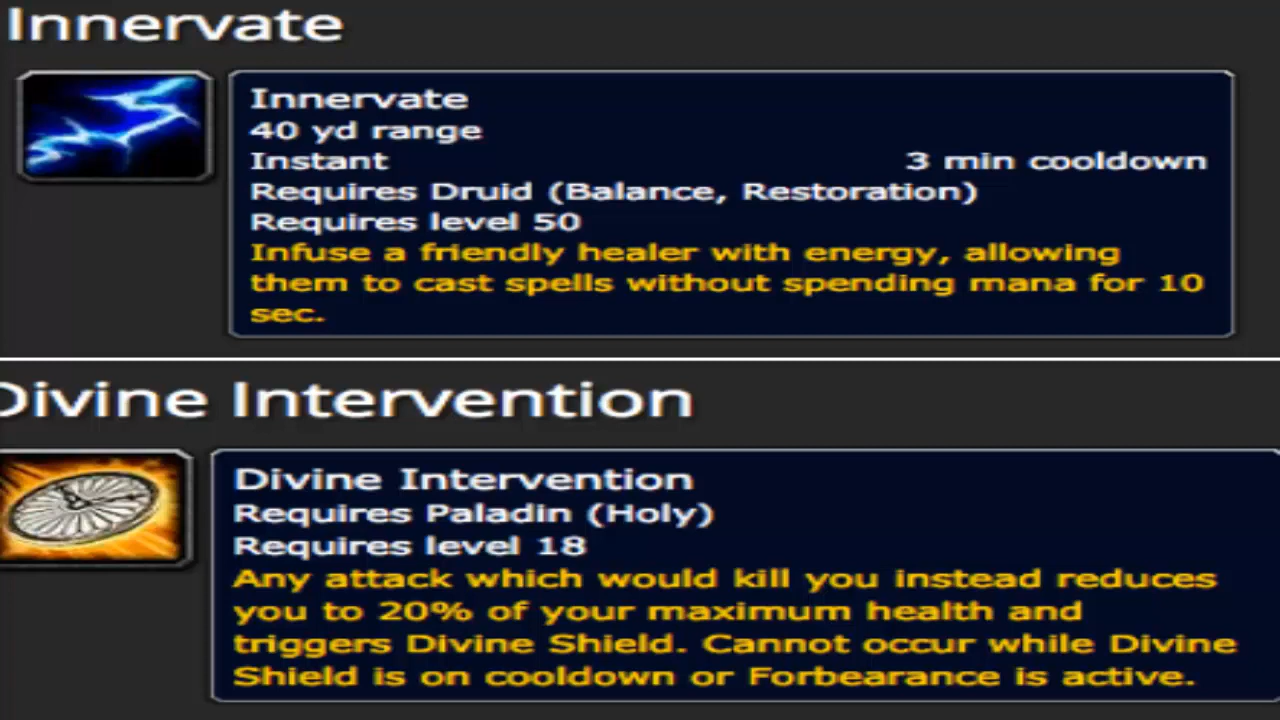 Innervate
Innervate
40 yd range
Instant 3 min cooldown
Requires Druid (Balance, Restoration)
Requires level 50
Infuse a friendly healer with energy, allowing
them to cast spells without spending mana for 10
sec.
Divine Intervention
Divine Intervention
Requires Paladin (Holy)
Requires level 18
Any attack which would kill you instead reduces
you to 20% of your maximum health and
triggers Divine Shield. Cannot occur while Divine
Shield is on cooldown or Forbearance is active.